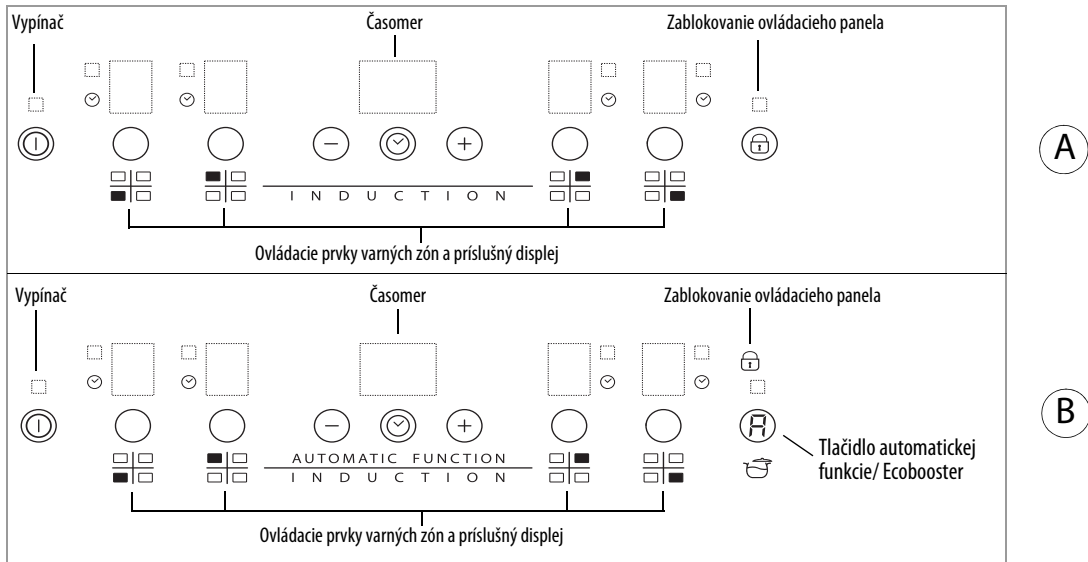 Vypínač
Časomer
Zablokovanie ovládacieho panela
A
INDUCTION
Ovládacie prvky varných zón a príslušný displej
Vypínač
Časomer
Zablokovanie ovládacieho panela
B
A
Tlačidlo automatickej
funkcie/ Ecobooster
AUTOMATIC FUNCTION
INDUCTION
Ovládacie prvky varných zón a príslušný displej